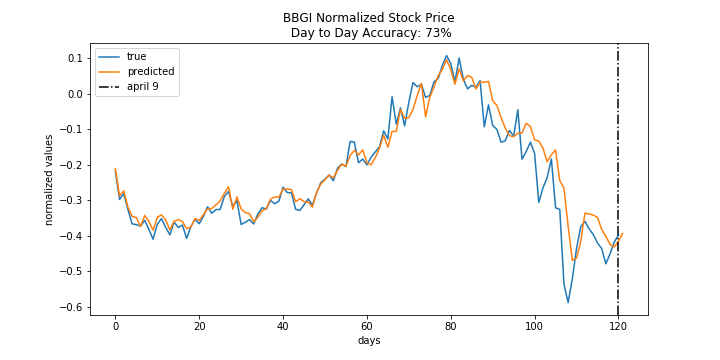 BBGI Normalized Stock Price
Day to Day Accuracy: 73%
true
predicted
april 9
normalized values
0.1
0.0
−0.1
−0.2
−0.3
−0.4
−0.5
−0.6
0
20
40
60
80
100
120
days